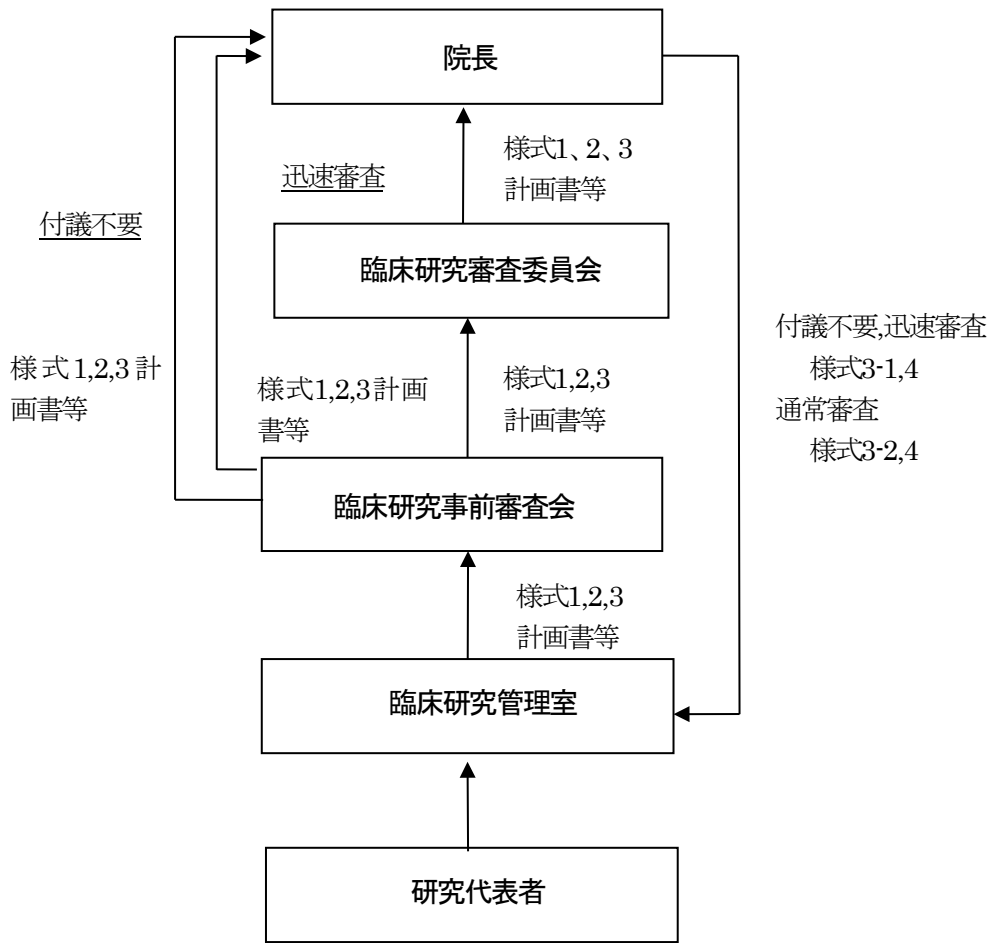 院長
様式1、2、3
計画書等
迅速審査
付議不要
臨床研究審査委員会
付議不要,迅速審査
様式3-1,4
通常審査
様式3-2,4
様式1,2,3計
画書等
様式1,2,3計画
書等
様式1,2,3
計画書等
臨床研究事前審査会
様式1,2,3
計画書等
臨床研究管理室
研究代表者